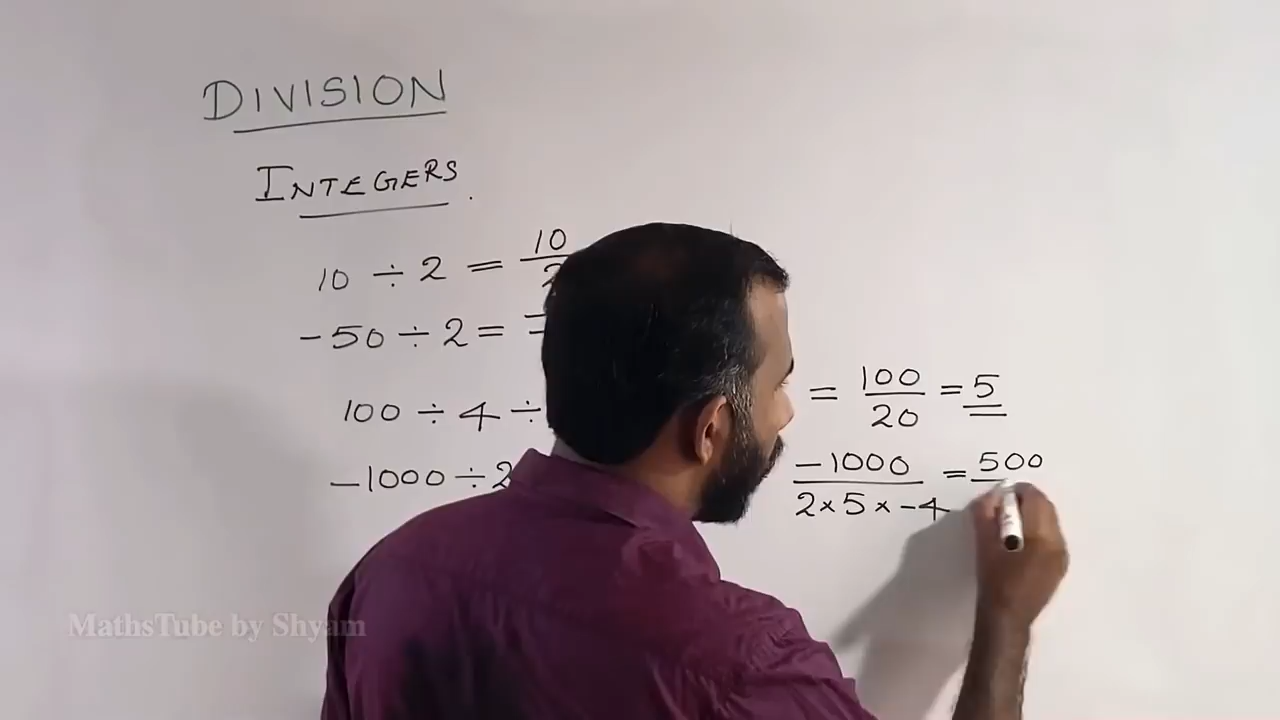 DIVISION
INTEGERS.
10 ÷ 2 = 10/2
-50 ÷ 2 =
100 ÷ 4 ÷ = 100/20 = 5
-1000 ÷ 2 -1000/2×5×-4 = 500
MathsTube by Shyam